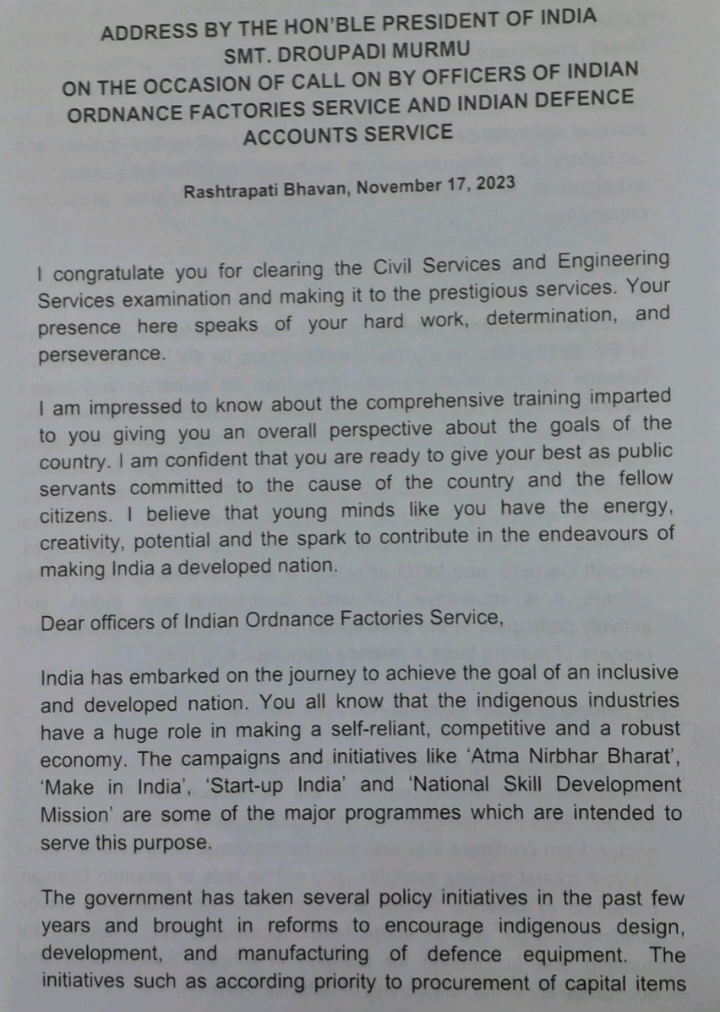 ADDRESS BY THE HON'BLE PRESIDENT OF INDIA
SMT. DROUPADI MURMU
ON THE OCCASION OF CALL ON BY OFFICERS OF INDIAN
ORDNANCE FACTORIES SERVICE AND INDIAN DEFENCE
ACCOUNTS SERVICE
Rashtrapati Bhavan, November 17, 2023
I congratulate you for clearing the Civil Services and Engineering
Services examination and making it to the prestigious services. Your
presence here speaks of your hard work, determination, and
perseverance.
I am impressed to know about the comprehensive training imparted
to you giving you an overall perspective about the goals of the
country. I am confident that you are ready to give your best as public
servants committed to the cause of the country and the fellow
citizens. I believe that young minds like you have the energy,
creativity, potential and the spark to contribute in the endeavours of
making India a developed nation.
Dear officers of Indian Ordnance Factories Service,
India has embarked on the journey to achieve the goal of an inclusive
and developed nation. You all know that the indigenous industries
have a huge role in making a self-reliant, competitive and a robust
economy. The campaigns and initiatives like 'Atma Nirbhar Bharat',
'Make in India', 'Start-up India' and 'National Skill Development
Mission' are some of the major programmes which are intended to
serve this purpose.
The government has taken several policy initiatives in the past few
years and brought in reforms to encourage indigenous design,
development, and manufacturing of defence equipment. The
initiatives such as according priority to procurement of capital items